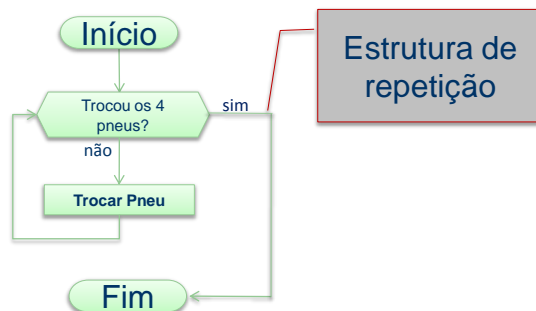 Início
Estrutura de
repetição
Trocou os 4
pneus?
sim
não
Trocar Pneu
Fim